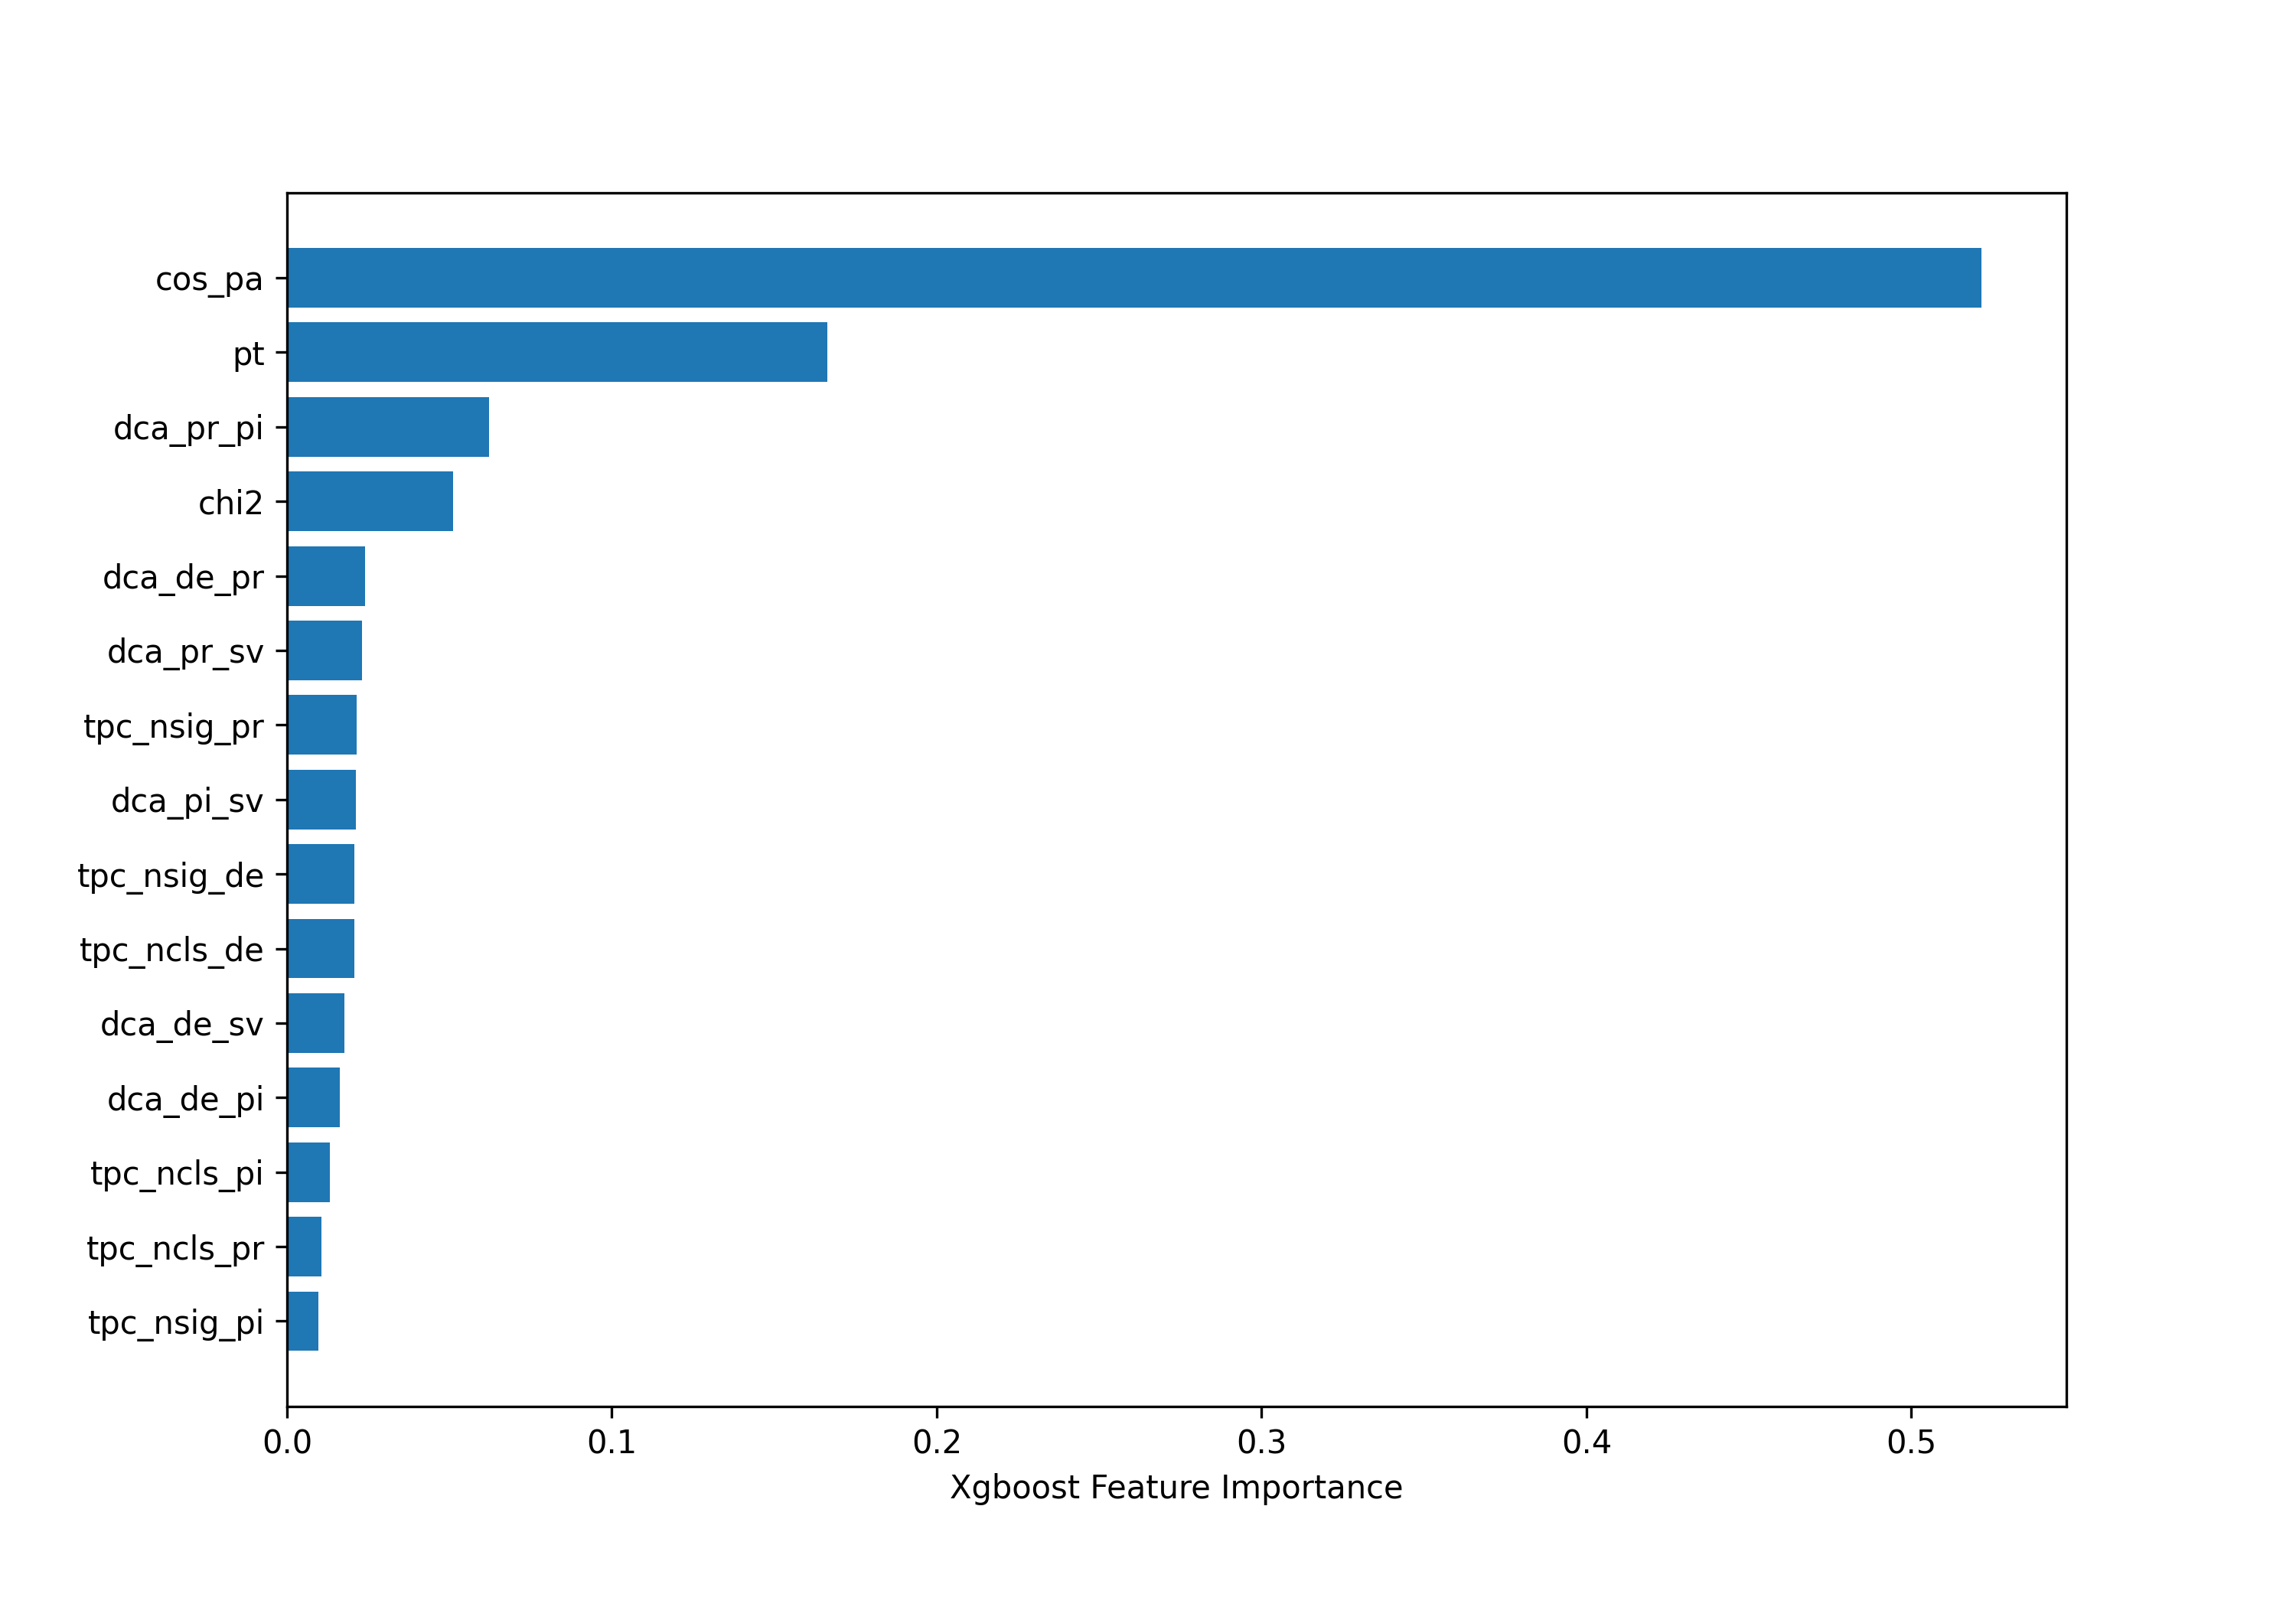 cos_pa
pt
dca_pr_pi
chi2
dca_de_pr
dca_pr_sv
tpc_nsig_pr
dca_pi_sv
tpc_nsig_de
tpc_ncls_de
dca_de_sv
dca_de_pi
tpc_ncls_pi
tpc_ncls_pr
tpc_nsig_pi
0.0 0.1 0.2 0.3 0.4 0.5
Xgboost Feature Importance